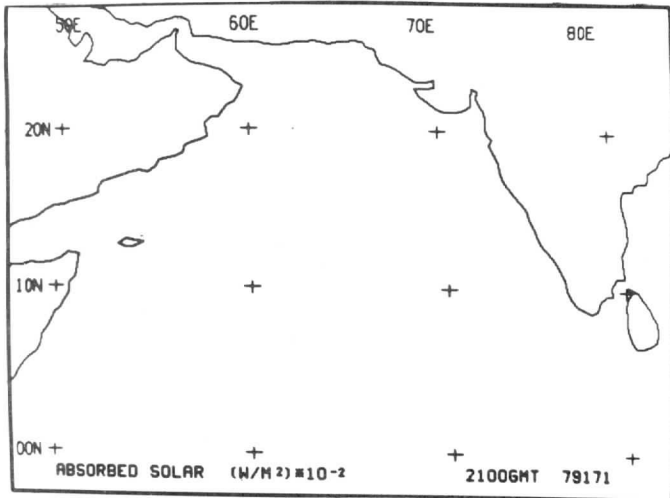 50E 60E 70E 80E
20N
10N
00N
ABSORBED SOLAR (W/M²)*10⁻² 2100GMT 79171